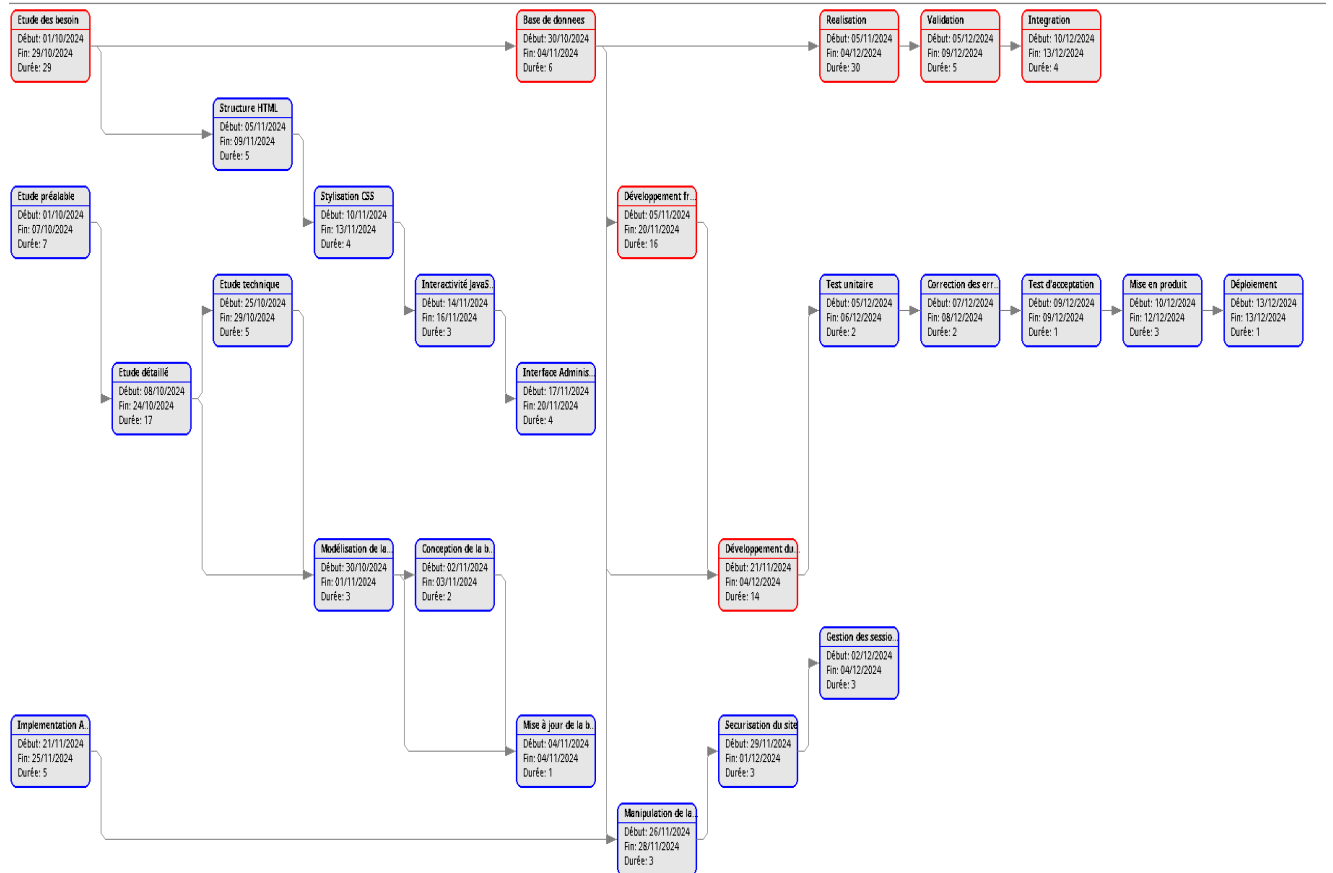 Etude des besoin
Début: 01/10/2024
Fin: 29/10/2024
Durée: 29
Base de donnees
Début: 30/10/2024
Fin: 04/11/2024
Durée: 6
Realisation
Début: 05/11/2024
Fin: 04/12/2024
Durée: 30
Validation
Début: 05/12/2024
Fin: 09/12/2024
Durée: 5
Integration
Début: 10/12/2024
Fin: 13/12/2024
Durée: 4
Structure HTML
Début: 05/11/2024
Fin: 09/11/2024
Durée: 5
Etude préalable
Début: 01/10/2024
Fin: 07/10/2024
Durée: 7
Stylisation CSS
Début: 10/11/2024
Fin: 13/11/2024
Durée: 4
Développement fr...
Début: 05/11/2024
Fin: 20/11/2024
Durée: 16
Etude technique
Début: 25/10/2024
Fin: 29/10/2024
Durée: 5
Interactivité JavaS...
Début: 14/11/2024
Fin: 16/11/2024
Durée: 3
Test unitaire
Début: 05/12/2024
Fin: 06/12/2024
Durée: 2
Correction des err...
Début: 07/12/2024
Fin: 08/12/2024
Durée: 2
Test d'acceptation
Début: 09/12/2024
Fin: 09/12/2024
Durée: 1
Mise en produit
Début: 10/12/2024
Fin: 12/12/2024
Durée: 3
Déploiement
Début: 13/12/2024
Fin: 13/12/2024
Durée: 1
Etude détaillé
Début: 08/10/2024
Fin: 24/10/2024
Durée: 17
Interface Adminis...
Début: 17/11/2024
Fin: 20/11/2024
Durée: 4
Modélisation de la...
Début: 30/10/2024
Fin: 01/11/2024
Durée: 3
Conception de la b...
Début: 02/11/2024
Fin: 03/11/2024
Durée: 2
Développement du...
Début: 21/11/2024
Fin: 04/12/2024
Durée: 14
Gestion des sessio...
Début: 02/12/2024
Fin: 04/12/2024
Durée: 3
Implementation A...
Début: 21/11/2024
Fin: 25/11/2024
Durée: 5
Mise à jour de la b...
Début: 04/11/2024
Fin: 04/11/2024
Durée: 1
Securisation du site
Début: 29/11/2024
Fin: 01/12/2024
Durée: 3
Manipulation de la...
Début: 26/11/2024
Fin: 28/11/2024
Durée: 3